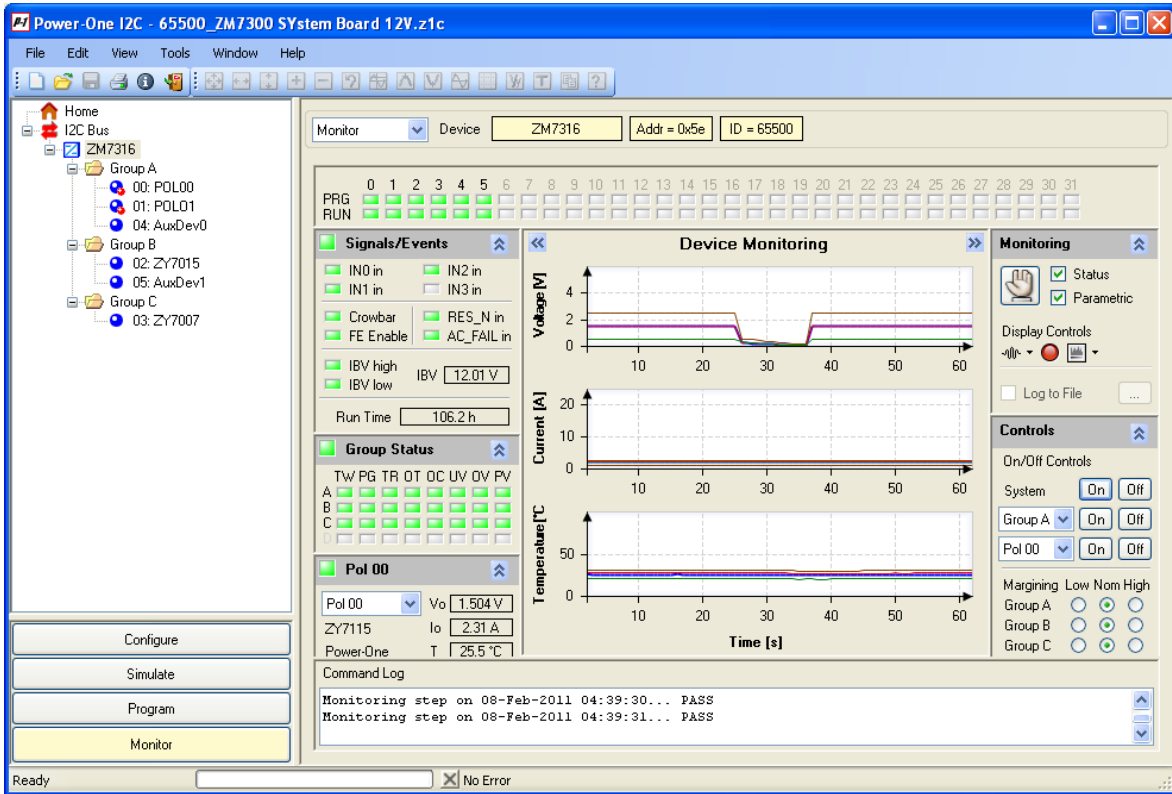 Power-One I2C - 65500_ZM7300 SYstem Board 12V.z1c
File Edit View Tools Window Help
Home
I2C Bus
ZM7316
Group A
00: POL00
01: POL01
04: AuxDev0
Group B
02: ZY7015
05: AuxDev1
Group C
03: ZY7007
Configure
Simulate
Program
Monitor
Monitor Device ZM7316 Addr = 0x5e ID = 65500
0 1 2 3 4 5 6 7 8 9 10 11 12 13 14 15 16 17 18 19 20 21 22 23 24 25 26 27 28 29 30 31
PRG
RUN
Signals/Events
IN0 in IN2 in
IN1 in IN3 in
Crowbar RES_N in
FE Enable AC_FAIL in
IBV high
IBV low
IBV 12.01 V
Run Time 106.2 h
Group Status
TW PG TR OT OC UV OV PV
A
B
C
D
Pol 00
Pol 00 Vo 1.504 V
ZY7115 Io 2.31 A
Power-One T 25.5 °C
Device Monitoring
Voltage [V]
4
2
0
10 20 30 40 50 60
Current [A]
20
10
0
10 20 30 40 50 60
Temperature[°C
50
0
10 20 30 40 50 60
Time [s]
Monitoring
Status
Parametric
Display Controls
Log to File ...
Controls
On/Off Controls
System On Off
Group A On Off
Pol 00 On Off
Margining Low Nom High
Group A
Group B
Group C
Command Log
Monitoring step on 08-Feb-2011 04:39:30... PASS
Monitoring step on 08-Feb-2011 04:39:31... PASS
Ready No Error